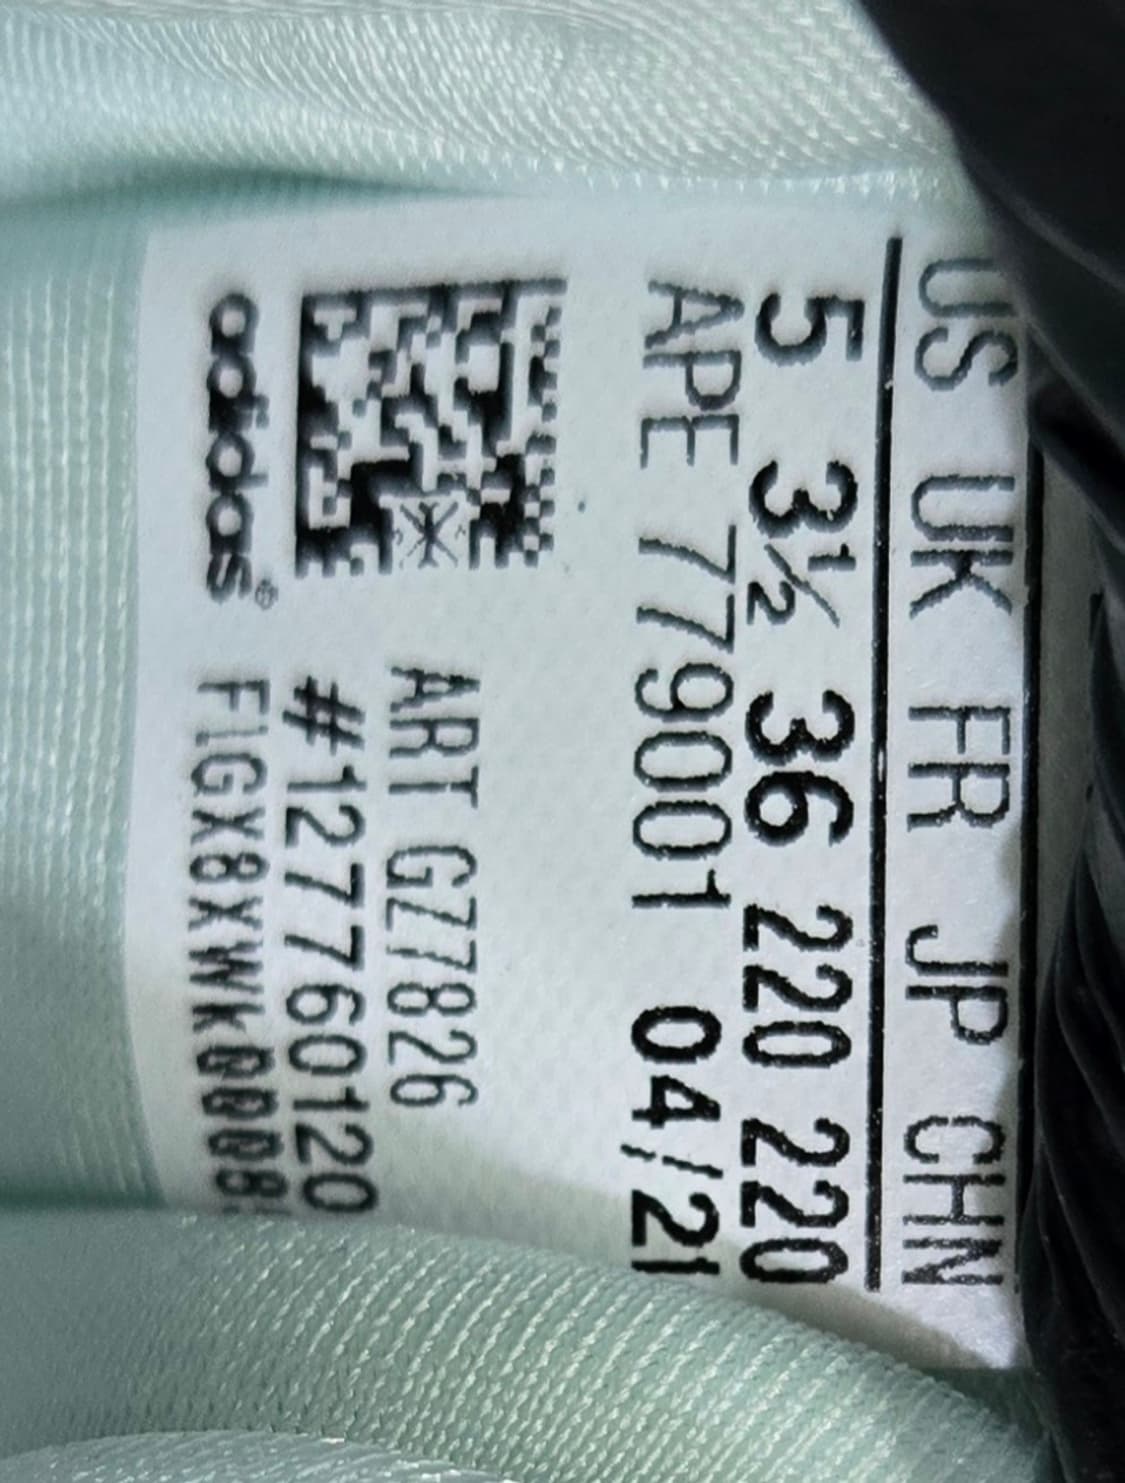 US UK FR JP CHN
5 3½ 36 220 220
APE 779001 04/21
ART GZ7826
#127760120
adidas®